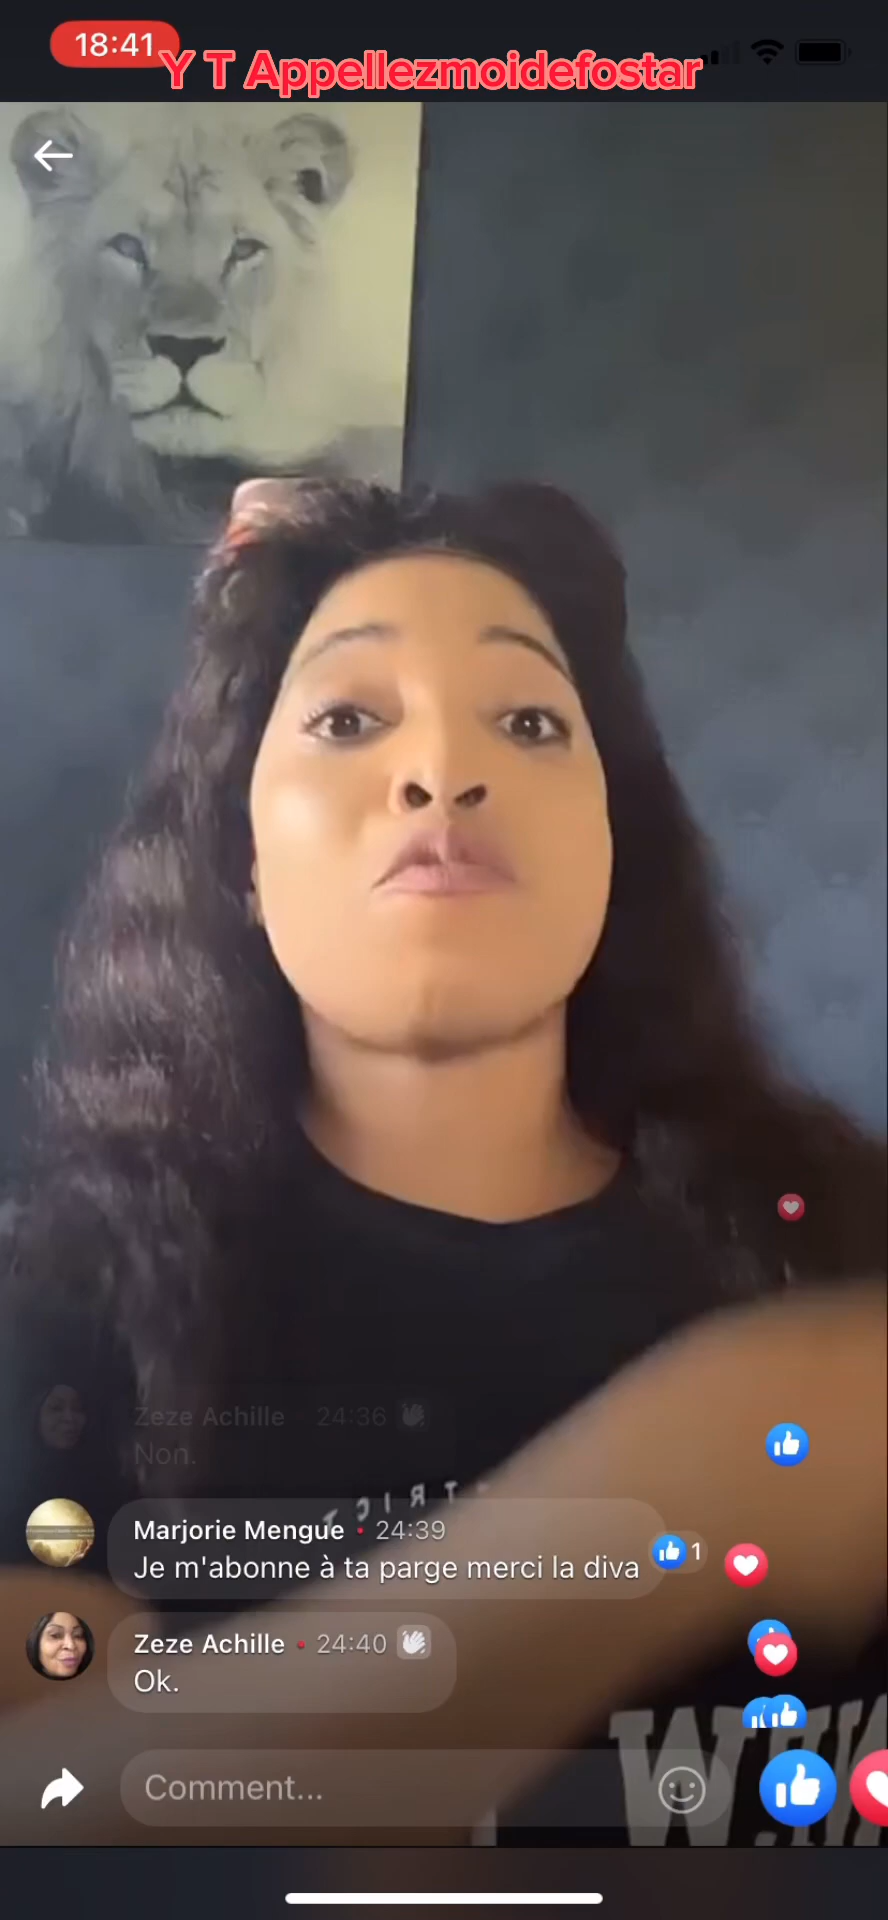 18:41
Y T Appellezmoidefostar
Zeze Achille 24:36
Non.
Marjorie Mengue • 24:39
Je m'abonne à ta parge merci la diva
1
Zeze Achille • 24:40
Ok.
Comment...